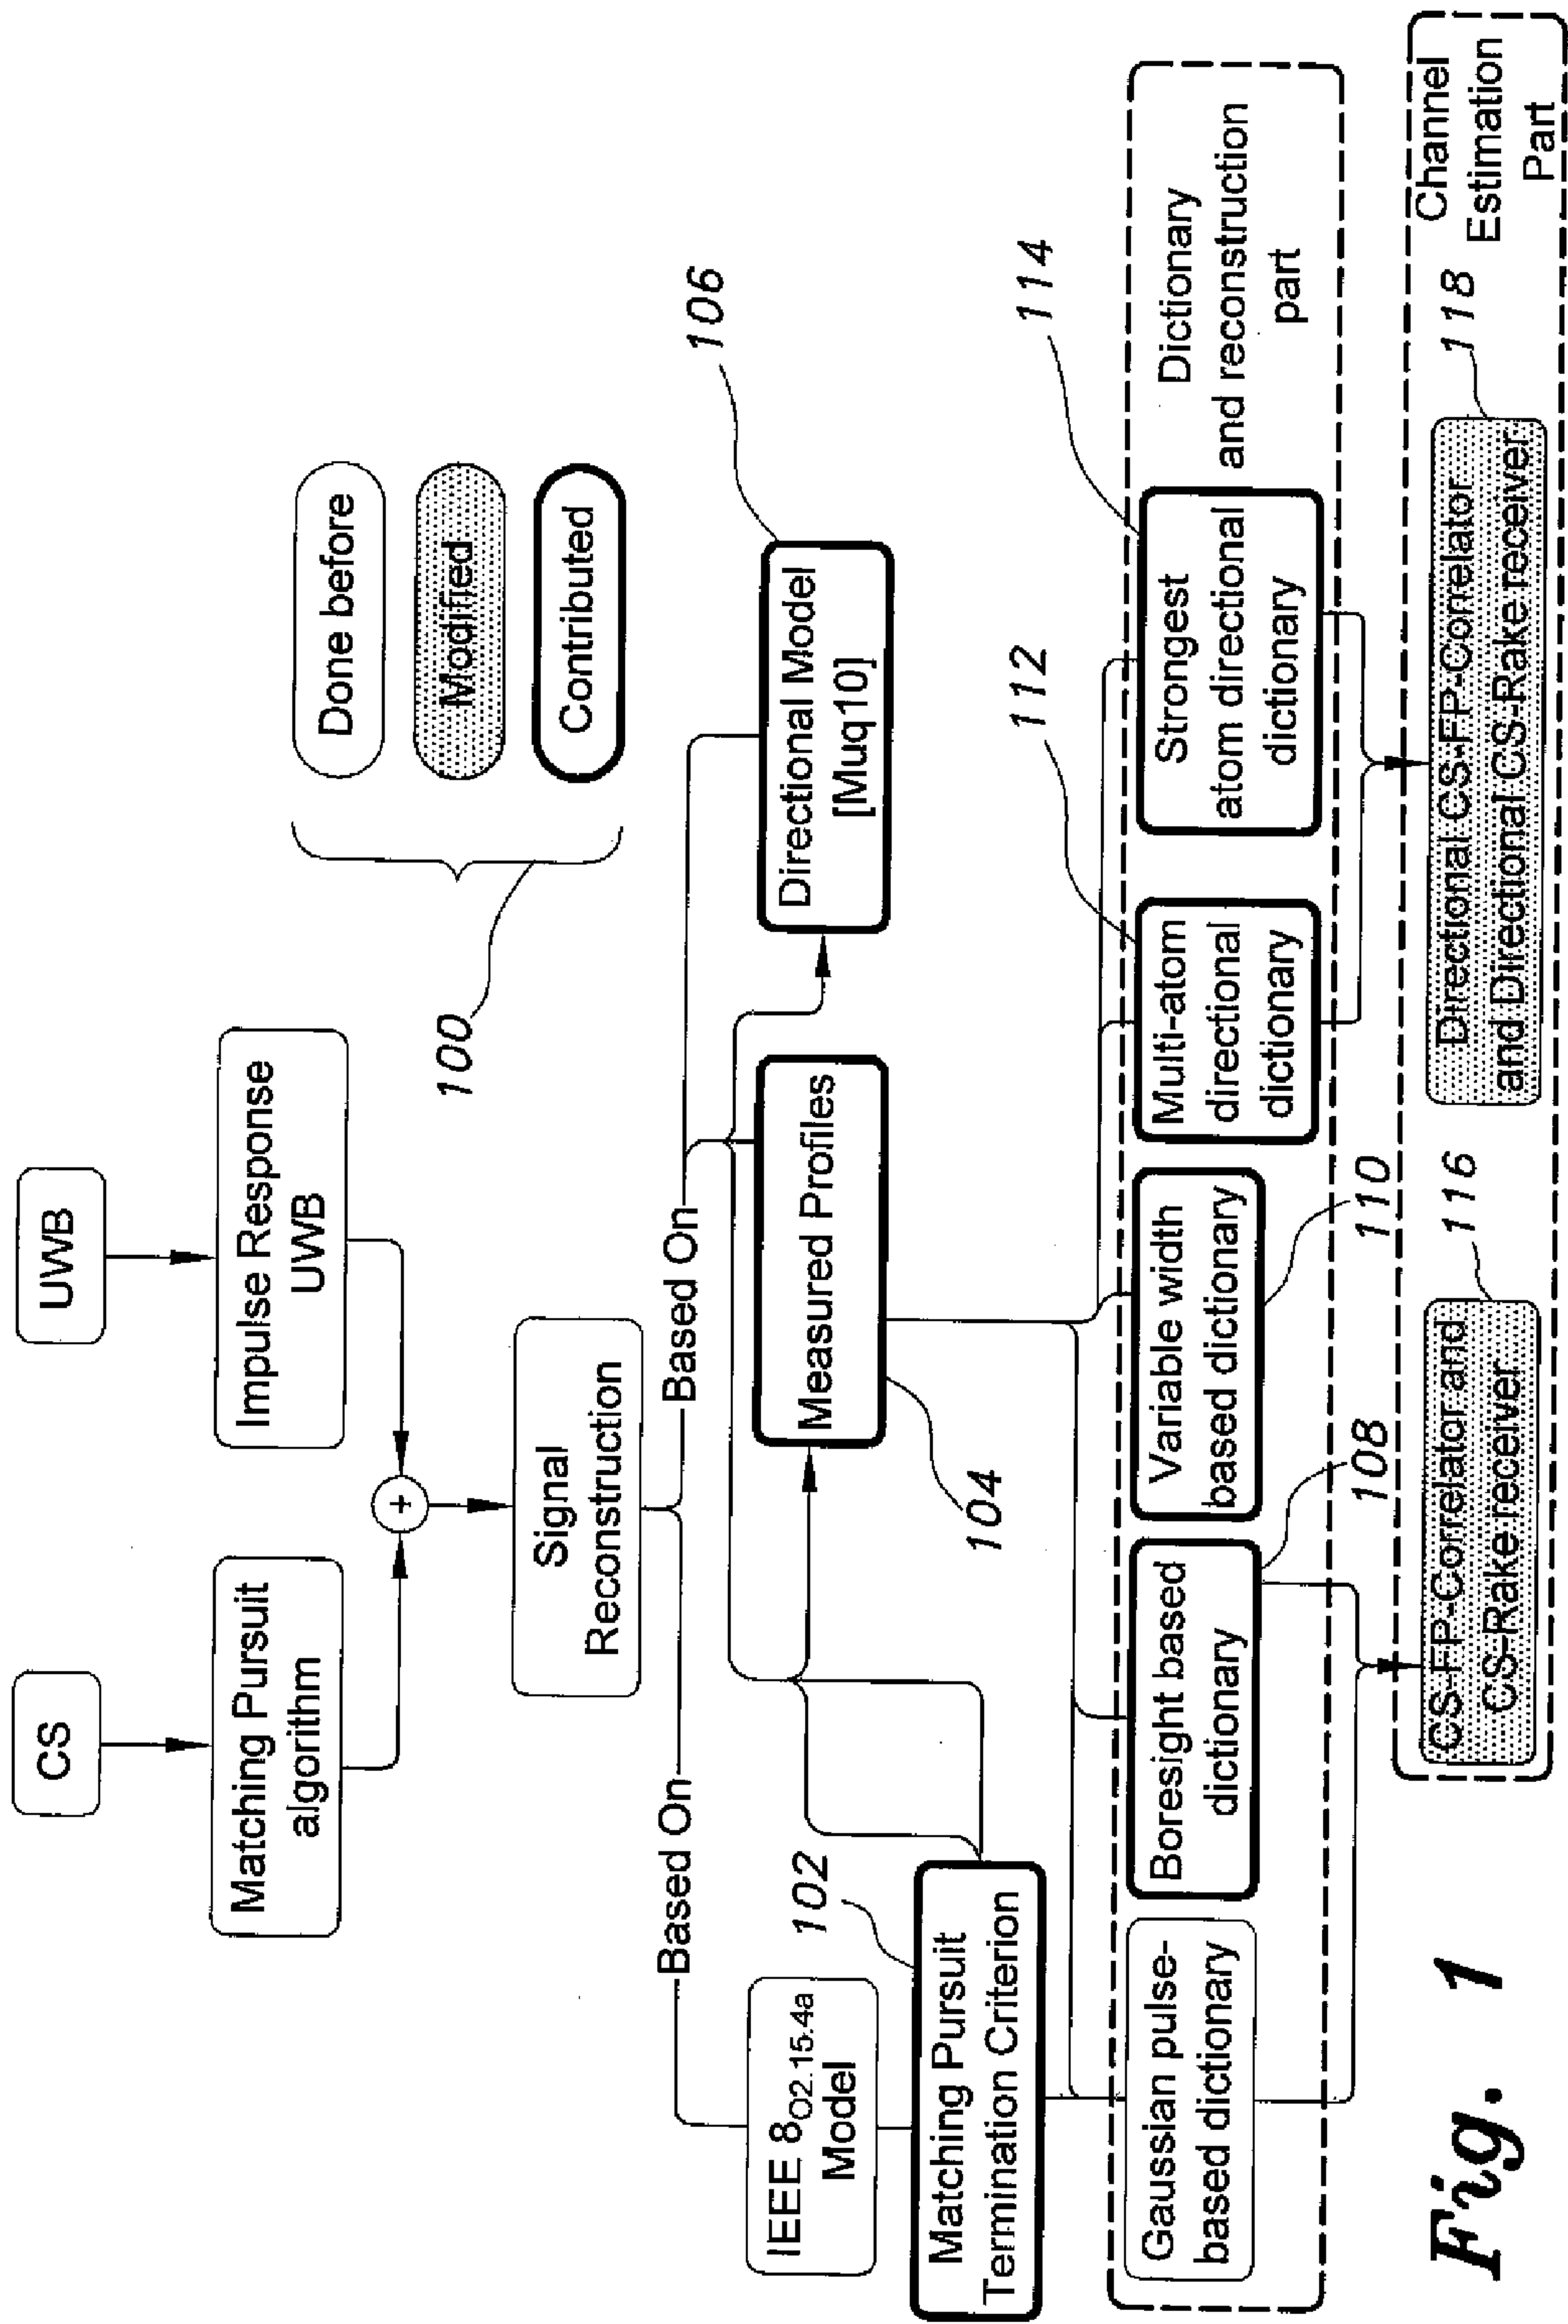 CS
UWB
Matching Pursuit
algorithm
Impulse Response
UWB
+
Signal
Reconstruction
Done before
Modified
Contributed
100
Based On
Based On
IEEE 802.15.4a
Model
Measured Profiles
104
Directional Model
[Muq10]
106
102
Matching Pursuit
Termination Criterion
Gaussian pulse-
based dictionary
Boresight based
dictionary
108
Variable width
based dictionary
110
Multi-atom
directional
dictionary
112
Strongest
atom directional
dictionary
114
Dictionary
and reconstruction
part
CS-FP-Correlator and
CS-Rake receiver
116
Directional CS-FP-Correlator
and Directional CS-Rake receiver
118
Channel
Estimation
Part
Fig. 1